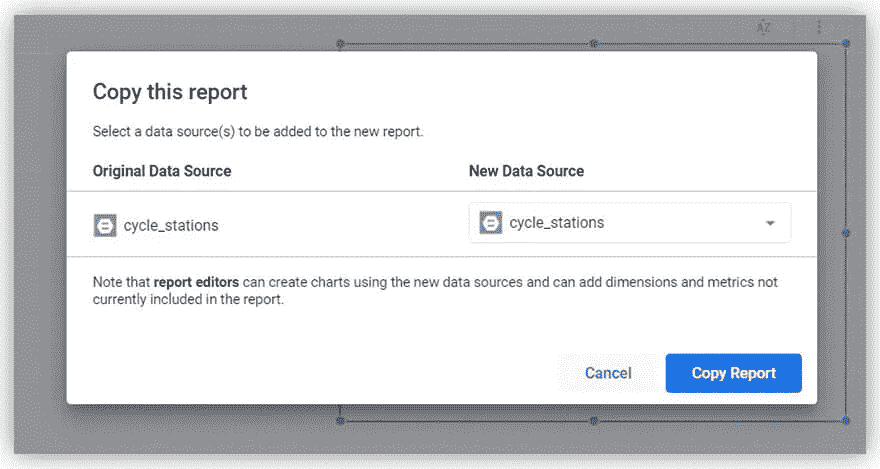 AZ
Copy this report
Select a data source(s) to be added to the new report.
Original Data Source New Data Source
cycle_stations cycle_stations
Note that report editors can create charts using the new data sources and can add dimensions and metrics not
currently included in the report.
Cancel Copy Report